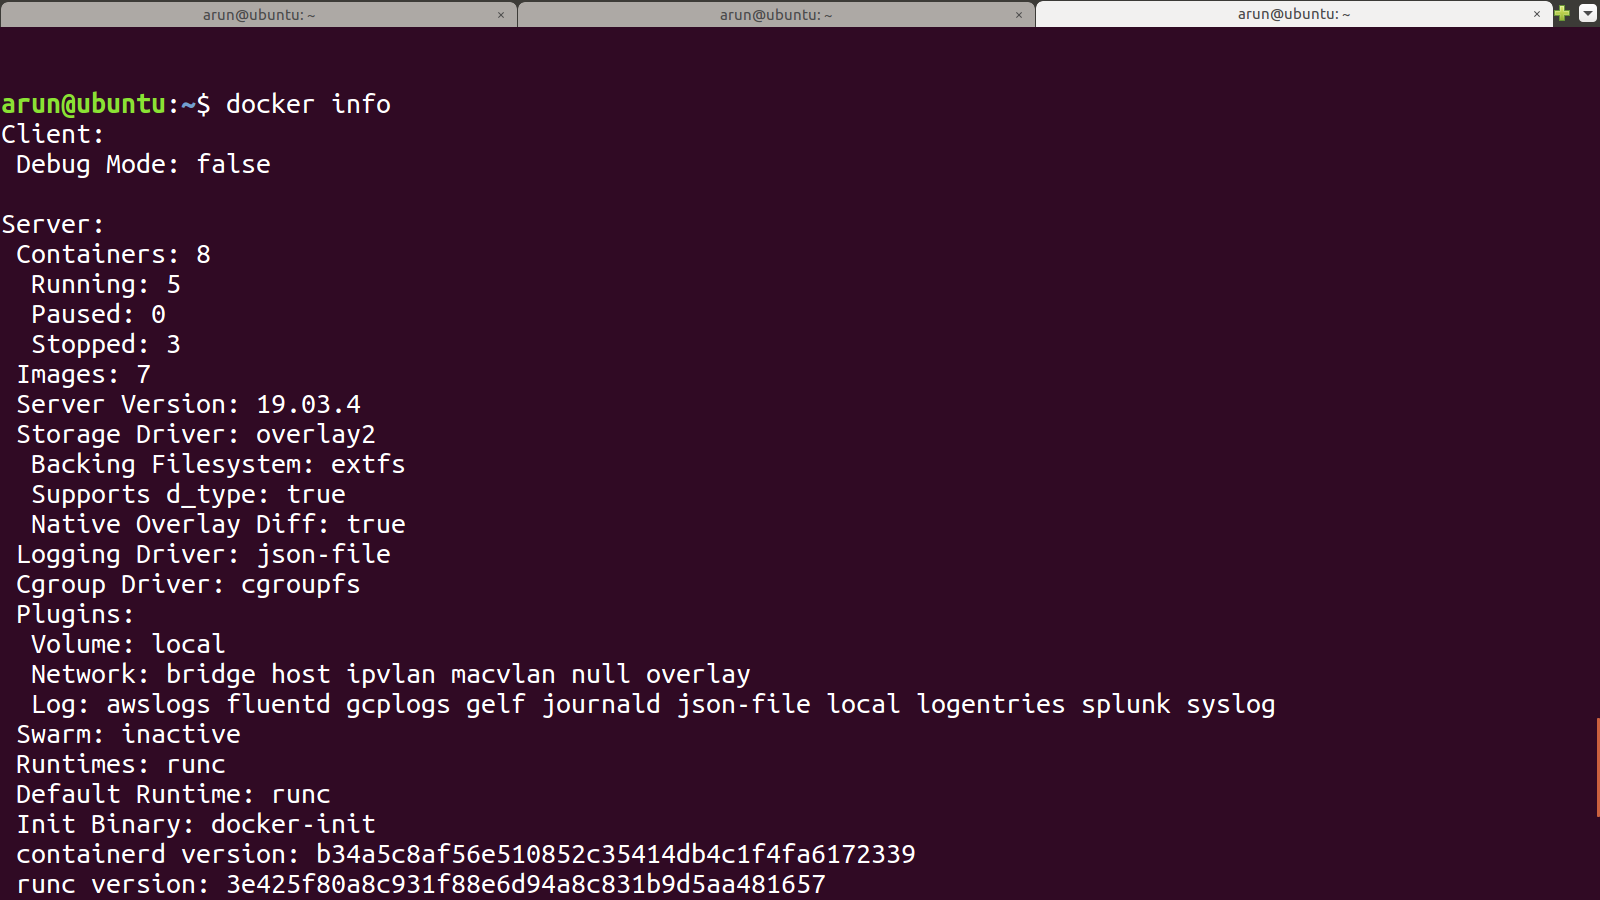 arun@ubuntu: ~ × arun@ubuntu: ~ × arun@ubuntu: ~ ×
arun@ubuntu:~$ docker info
Client:
 Debug Mode: false

Server:
 Containers: 8
  Running: 5
  Paused: 0
  Stopped: 3
 Images: 7
 Server Version: 19.03.4
 Storage Driver: overlay2
  Backing Filesystem: extfs
  Supports d_type: true
  Native Overlay Diff: true
 Logging Driver: json-file
 Cgroup Driver: cgroupfs
 Plugins:
  Volume: local
  Network: bridge host ipvlan macvlan null overlay
  Log: awslogs fluentd gcplogs gelf journald json-file local logentries splunk syslog
 Swarm: inactive
 Runtimes: runc
 Default Runtime: runc
 Init Binary: docker-init
 containerd version: b34a5c8af56e510852c35414db4c1f4fa6172339
 runc version: 3e425f80a8c931f88e6d94a8c831b9d5aa481657